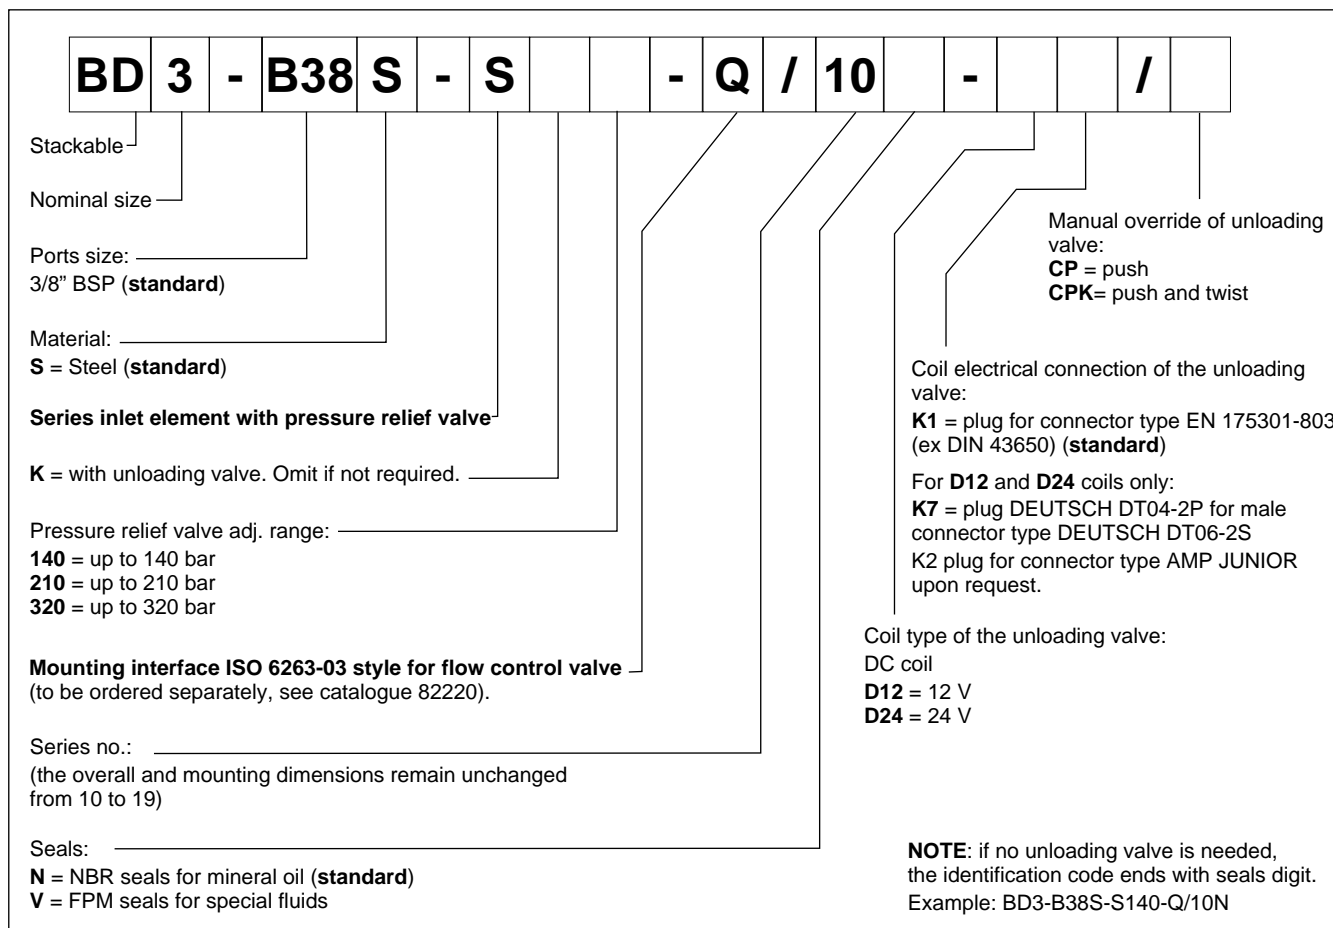 BD 3 - B38 S - S - Q / 10 - /
Stackable
Nominal size
Ports size:
3/8” BSP (standard)
Material:
S = Steel (standard)
Series inlet element with pressure relief valve
K = with unloading valve. Omit if not required.
Pressure relief valve adj. range:
140 = up to 140 bar
210 = up to 210 bar
320 = up to 320 bar
Mounting interface ISO 6263-03 style for flow control valve
(to be ordered separately, see catalogue 82220).
Series no.:
(the overall and mounting dimensions remain unchanged
from 10 to 19)
Seals:
N = NBR seals for mineral oil (standard)
V = FPM seals for special fluids
Manual override of unloading
valve:
CP = push
CPK= push and twist
Coil electrical connection of the unloading
valve:
K1 = plug for connector type EN 175301-803
(ex DIN 43650) (standard)
For D12 and D24 coils only:
K7 = plug DEUTSCH DT04-2P for male
connector type DEUTSCH DT06-2S
K2 plug for connector type AMP JUNIOR
upon request.
Coil type of the unloading valve:
DC coil
D12 = 12 V
D24 = 24 V
NOTE: if no unloading valve is needed,
the identification code ends with seals digit.
Example: BD3-B38S-S140-Q/10N